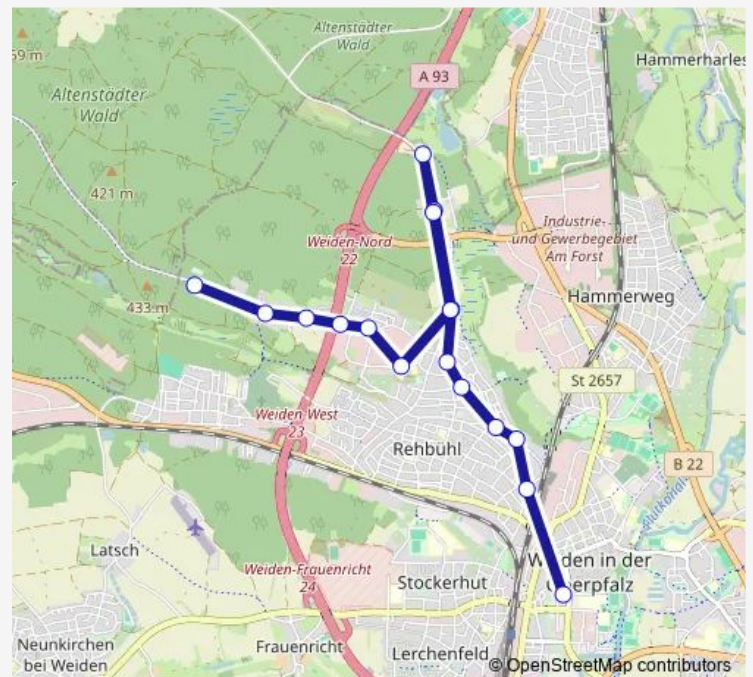 Altenstädter
Wald
59 m
A 93
Hammerharles
Altenstädter
Wald
421 m
Industrie-
und Gewerbegebiet
Am Forst
Weiden-Nord
22
433 m
Hammerweg
St 2657
Weiden-West
23
Rehbühl
B 22
Flutkanal
Latsch
Weiden in der
Oberpfalz
Weiden-Frauenricht
24
Stockerhut
Neunkirchen
bei Weiden
Frauenricht
Lerchenfeld
© OpenStreetMap contributors